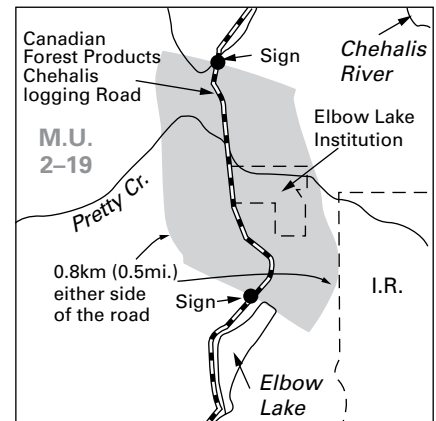 Canadian
Forest Products
Chehalis
logging Road
Sign
Chehalis
River
Elbow Lake
Institution
M.U.
2–19
Pretty Cr.
0.8km (0.5mi.)
either side
of the road
Sign
I.R.
Elbow
Lake